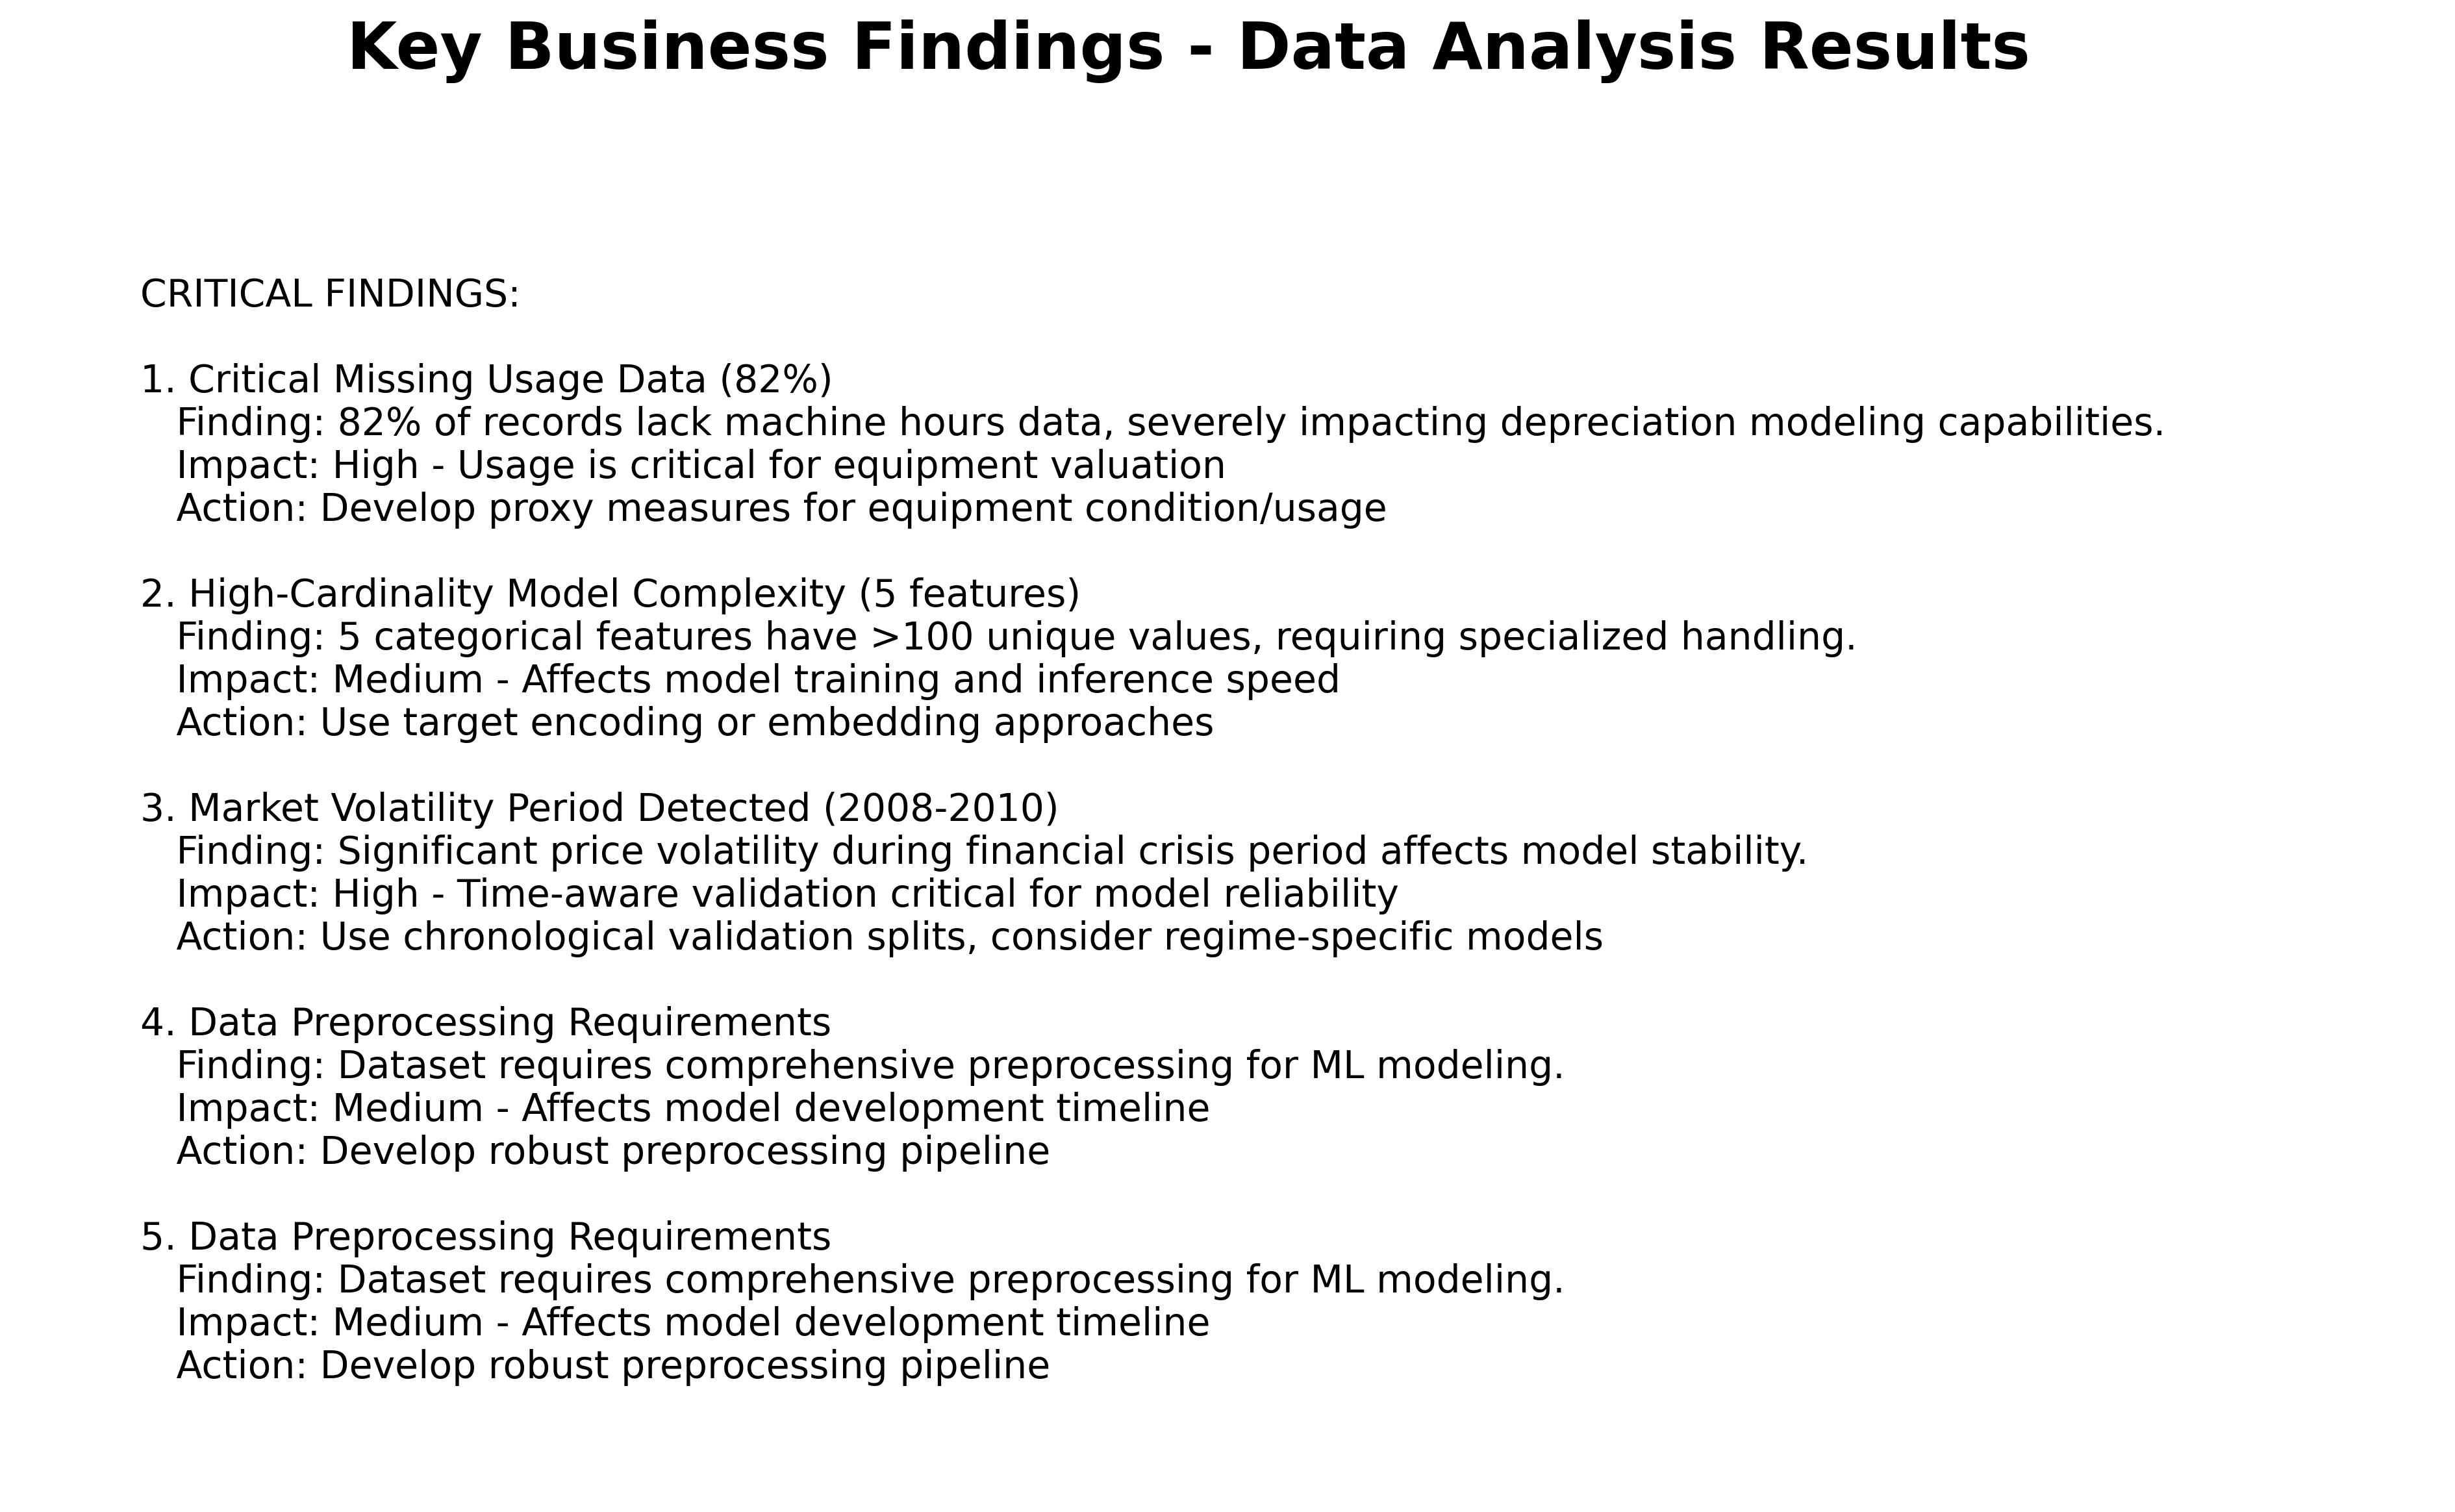 Key Business Findings - Data Analysis Results
CRITICAL FINDINGS:
1. Critical Missing Usage Data (82%)
Finding: 82% of records lack machine hours data, severely impacting depreciation modeling capabilities.
Impact: High - Usage is critical for equipment valuation
Action: Develop proxy measures for equipment condition/usage
2. High-Cardinality Model Complexity (5 features)
Finding: 5 categorical features have >100 unique values, requiring specialized handling.
Impact: Medium - Affects model training and inference speed
Action: Use target encoding or embedding approaches
3. Market Volatility Period Detected (2008-2010)
Finding: Significant price volatility during financial crisis period affects model stability.
Impact: High - Time-aware validation critical for model reliability
Action: Use chronological validation splits, consider regime-specific models
4. Data Preprocessing Requirements
Finding: Dataset requires comprehensive preprocessing for ML modeling.
Impact: Medium - Affects model development timeline
Action: Develop robust preprocessing pipeline
5. Data Preprocessing Requirements
Finding: Dataset requires comprehensive preprocessing for ML modeling.
Impact: Medium - Affects model development timeline
Action: Develop robust preprocessing pipeline